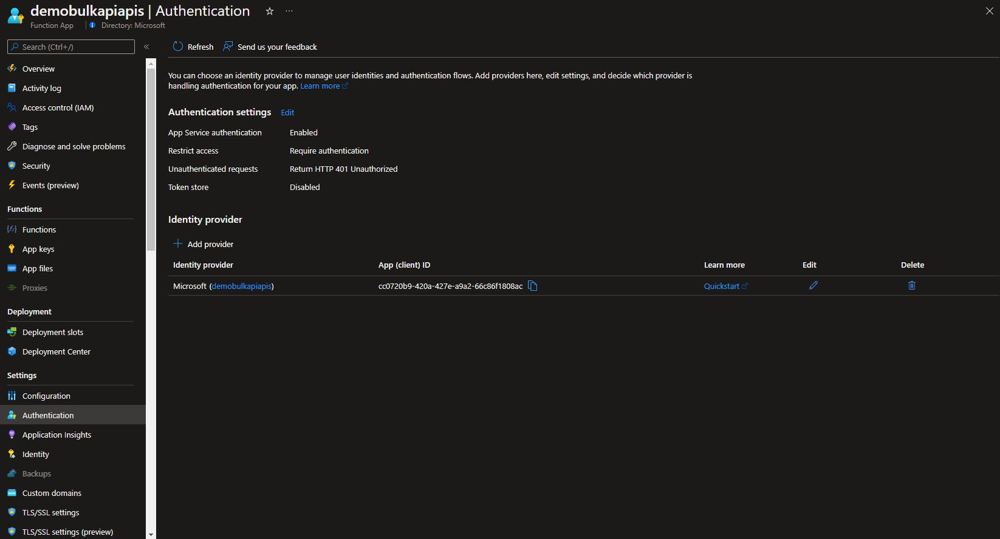 demobulkapiapis | Authentication
Function App
Directory: Microsoft
Search (Ctrl+/)
Overview
Activity log
Access control (IAM)
Tags
Diagnose and solve problems
Security
Events (preview)
Functions
Functions
App keys
App files
Proxies
Deployment
Deployment slots
Deployment Center
Settings
Configuration
Authentication
Application Insights
Identity
Backups
Custom domains
TLS/SSL settings
TLS/SSL settings (preview)
Refresh
Send us your feedback
You can choose an identity provider to manage user identities and authentication flows. Add providers here, edit settings, and decide which provider is
handling authentication for your app. Learn more
Authentication settings Edit
App Service authentication Enabled
Restrict access Require authentication
Unauthenticated requests Return HTTP 401 Unauthorized
Token store Disabled
Identity provider
Add provider
Identity provider App (client) ID Learn more Edit Delete
Microsoft (demobulkapiapis) cc0720b9-420a-427e-a9a2-66c86f1808ac Quickstart